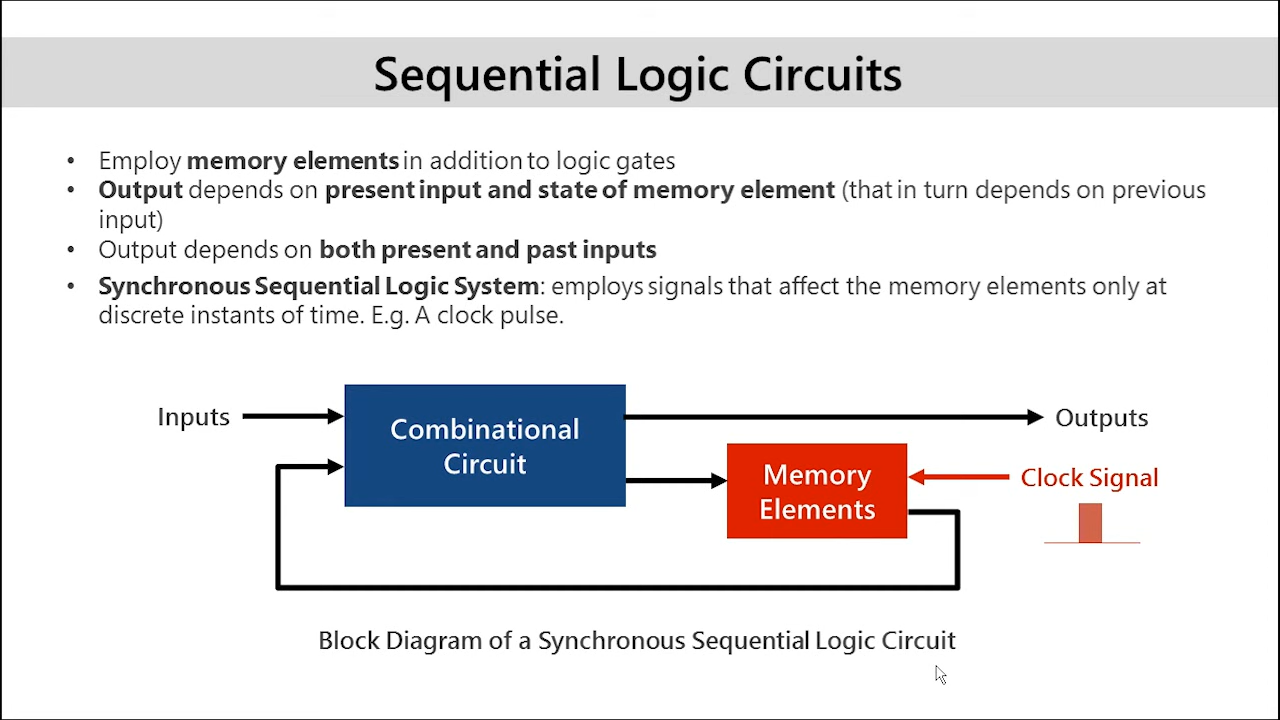 Sequential Logic Circuits
• Employ memory elements in addition to logic gates
• Output depends on present input and state of memory element (that in turn depends on previous
input)
• Output depends on both present and past inputs
• Synchronous Sequential Logic System: employs signals that affect the memory elements only at
discrete instants of time. E.g. A clock pulse.
Inputs
Combinational
Circuit
Outputs
Memory
Elements
Clock Signal
Block Diagram of a Synchronous Sequential Logic Circuit